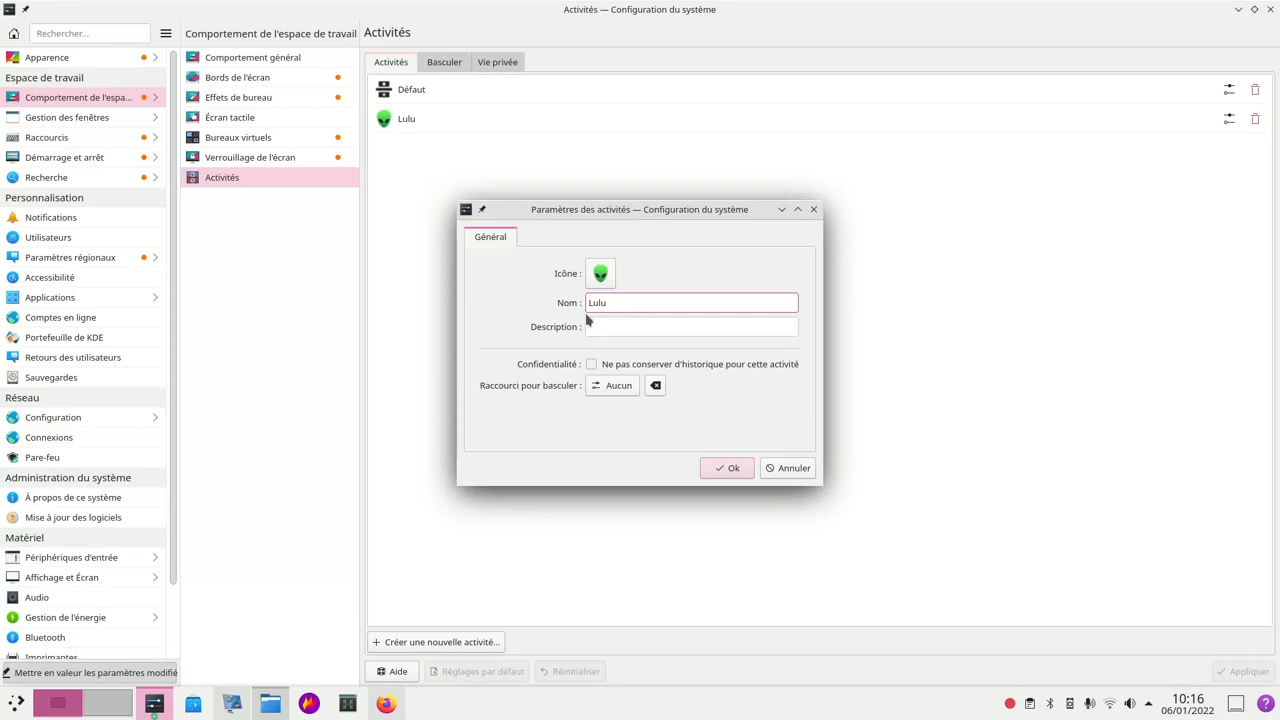 Activités — Configuration du système
Rechercher...
Apparence
Espace de travail
Comportement de l'espa...
Gestion des fenêtres
Raccourcis
Démarrage et arrêt
Recherche
Personnalisation
Notifications
Utilisateurs
Paramètres régionaux
Accessibilité
Applications
Comptes en ligne
Portefeuille de KDE
Retours des utilisateurs
Sauvegardes
Réseau
Configuration
Connexions
Pare-feu
Administration du système
À propos de ce système
Mise à jour des logiciels
Matériel
Périphériques d'entrée
Affichage et Écran
Audio
Gestion de l'énergie
Bluetooth
Imprimantes
Mettre en valeur les paramètres modifié
Comportement de l'espace de travail
Comportement général
Bords de l'écran
Effets de bureau
Écran tactile
Bureaux virtuels
Verrouillage de l'écran
Activités
Activités
Activités Basculer Vie privée
Défaut
Lulu
Paramètres des activités — Configuration du système
Général
Icône :
Nom : Lulu
Description :
Confidentialité : Ne pas conserver d'historique pour cette activité
Raccourci pour basculer : Aucun
Ok Annuler
Créer une nouvelle activité...
Aide Réglages par défaut Réinitialiser Appliquer
10:16
06/01/2022